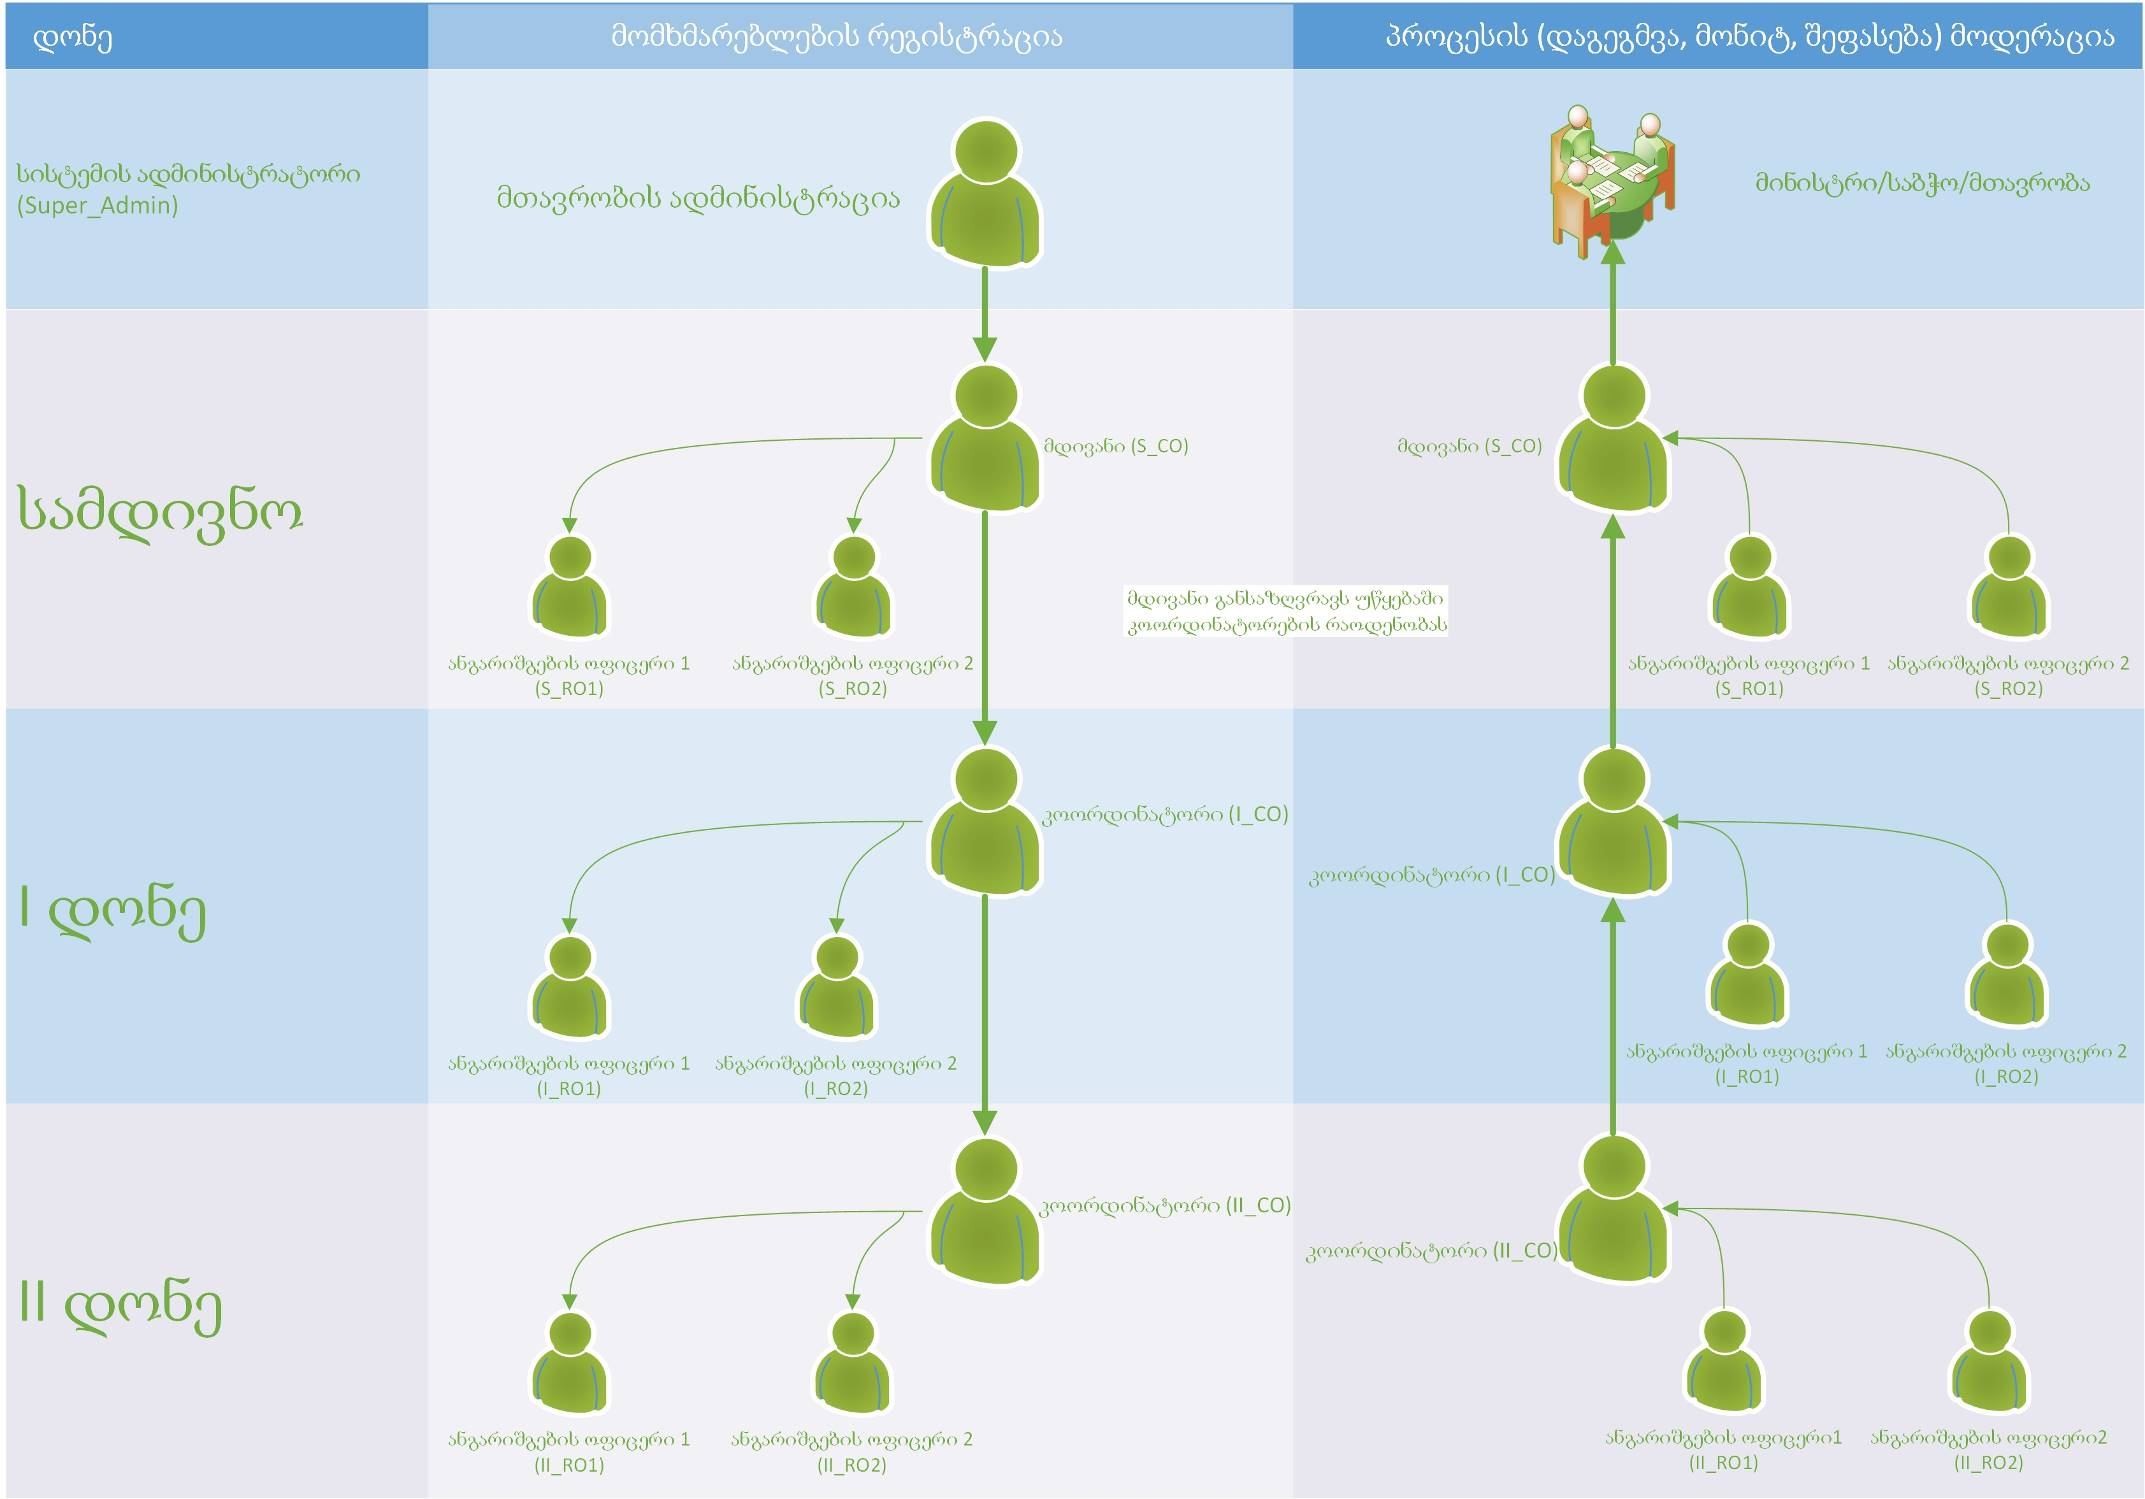 დონე
მომხმარებლების რეგისტრაცია
პროცესის (დაგეგმვა, მონიტ, შეფასება) მოდერაცია
სისტემის ადმინისტრატორი
(Super_Admin)
მთავრობის ადმინისტრაცია
მინისტრი/საბჭო/მთავრობა
სამდივნო
მდივანი (S_CO)
მდივანი (S_CO)
მდივანი განსაზღვრავს უწყებაში
კოორდინატორების რაოდენობას
ანგარიშგების ოფიცერი 1
(S_RO1)
ანგარიშგების ოფიცერი 2
(S_RO2)
ანგარიშგების ოფიცერი 1
(S_RO1)
ანგარიშგების ოფიცერი 2
(S_RO2)
I დონე
კოორდინატორი (I_CO)
კოორდინატორი (I_CO)
ანგარიშგების ოფიცერი 1
(I_RO1)
ანგარიშგების ოფიცერი 2
(I_RO2)
ანგარიშგების ოფიცერი 1
(I_RO1)
ანგარიშგების ოფიცერი 2
(I_RO2)
II დონე
კოორდინატორი (II_CO)
კოორდინატორი (II_CO)
ანგარიშგების ოფიცერი 1
(II_RO1)
ანგარიშგების ოფიცერი 2
(II_RO2)
ანგარიშგების ოფიცერი1
(II_RO1)
ანგარიშგების ოფიცერი2
(II_RO2)